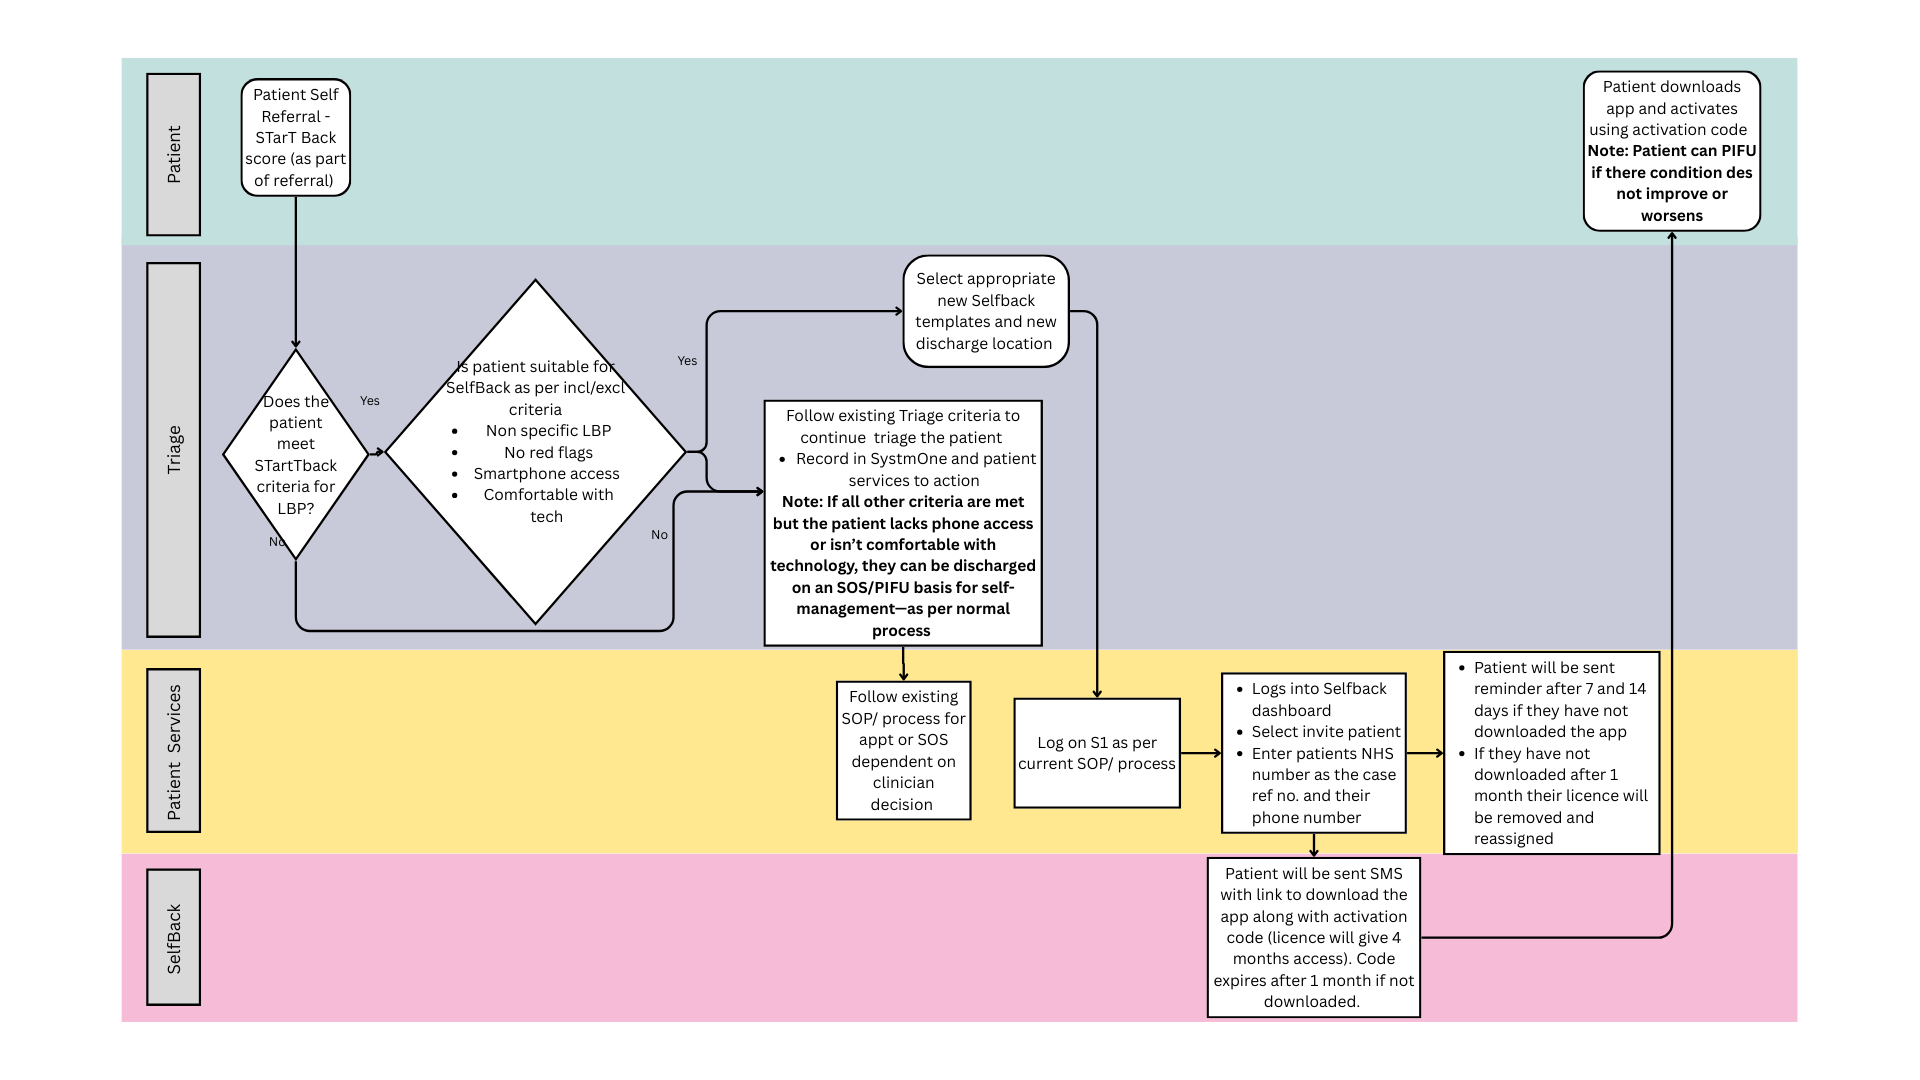 Patient
Patient Self
Referral -
STarT Back
score (as part
of referral)
Patient downloads
app and activates
using activation code
Note: Patient can PIFU
if there condition des
not improve or
worsens
Triage
Does the
patient
meet
STartTback
criteria for
LBP?
Yes
No
Is patient suitable for
SelfBack as per incl/excl
criteria
• Non specific LBP
• No red flags
• Smartphone access
• Comfortable with
tech
Yes
No
Select appropriate
new Selfback
templates and new
discharge location
Follow existing Triage criteria to
continue triage the patient
• Record in SystmOne and patient
services to action
Note: If all other criteria are met
but the patient lacks phone access
or isn’t comfortable with
technology, they can be discharged
on an SOS/PIFU basis for self-
management—as per normal
process
Patient Services
Follow existing
SOP/ process for
appt or SOS
dependent on
clinician
decision
Log on S1 as per
current SOP/ process
• Logs into Selfback
dashboard
• Select invite patient
• Enter patients NHS
number as the case
ref no. and their
phone number
• Patient will be sent
reminder after 7 and 14
days if they have not
downloaded the app
• If they have not
downloaded after 1
month their licence will
be removed and
reassigned
SelfBack
Patient will be sent SMS
with link to download the
app along with activation
code (licence will give 4
months access). Code
expires after 1 month if not
downloaded.